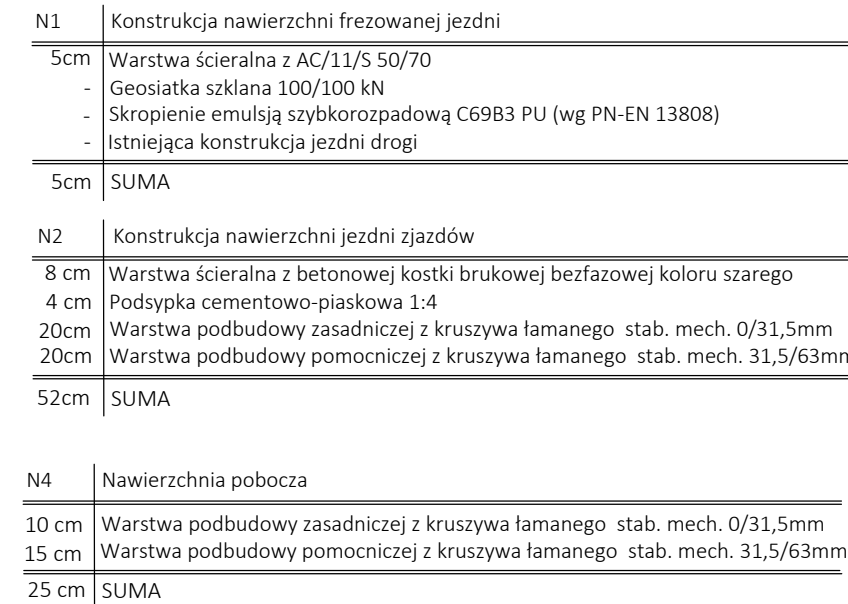 N1 Konstrukcja nawierzchni frezowanej jezdni
5cm Warstwa ścieralna z AC/11/S 50/70
- Geosiatka szklana 100/100 kN
- Skropienie emulsją szybkorozpadową C69B3 PU (wg PN-EN 13808)
- Istniejąca konstrukcja jezdni drogi
5cm SUMA
N2 Konstrukcja nawierzchni jezdni zjazdów
8 cm Warstwa ścieralna z betonowej kostki brukowej bezfazowej koloru szarego
4 cm Podsypka cementowo-piaskowa 1:4
20cm Warstwa podbudowy zasadniczej z kruszywa łamanego stab. mech. 0/31,5mm
20cm Warstwa podbudowy pomocniczej z kruszywa łamanego stab. mech. 31,5/63mm
52cm SUMA
N4 Nawierzchnia pobocza
10 cm Warstwa podbudowy zasadniczej z kruszywa łamanego stab. mech. 0/31,5mm
15 cm Warstwa podbudowy pomocniczej z kruszywa łamanego stab. mech. 31,5/63mm
25 cm SUMA